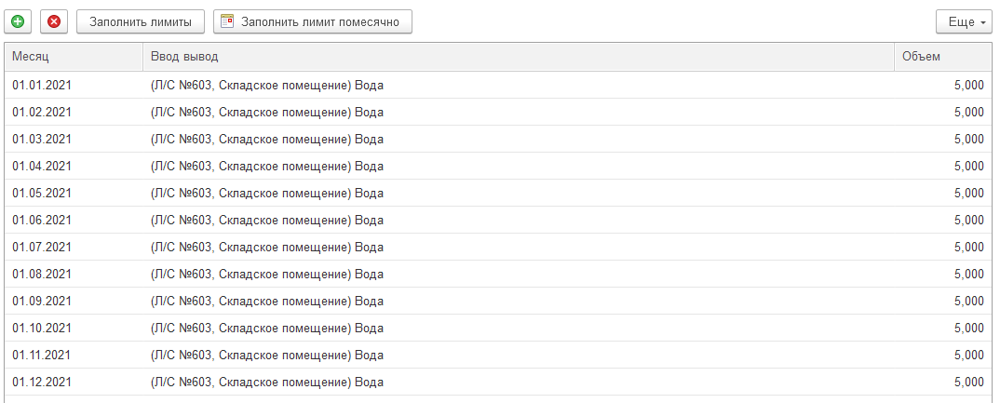 Заполнить лимиты Заполнить лимит помесячно Еще
Месяц Ввод вывод Объем
01.01.2021 (Л/С №603, Складское помещение) Вода 5,000
01.02.2021 (Л/С №603, Складское помещение) Вода 5,000
01.03.2021 (Л/С №603, Складское помещение) Вода 5,000
01.04.2021 (Л/С №603, Складское помещение) Вода 5,000
01.05.2021 (Л/С №603, Складское помещение) Вода 5,000
01.06.2021 (Л/С №603, Складское помещение) Вода 5,000
01.07.2021 (Л/С №603, Складское помещение) Вода 5,000
01.08.2021 (Л/С №603, Складское помещение) Вода 5,000
01.09.2021 (Л/С №603, Складское помещение) Вода 5,000
01.10.2021 (Л/С №603, Складское помещение) Вода 5,000
01.11.2021 (Л/С №603, Складское помещение) Вода 5,000
01.12.2021 (Л/С №603, Складское помещение) Вода 5,000